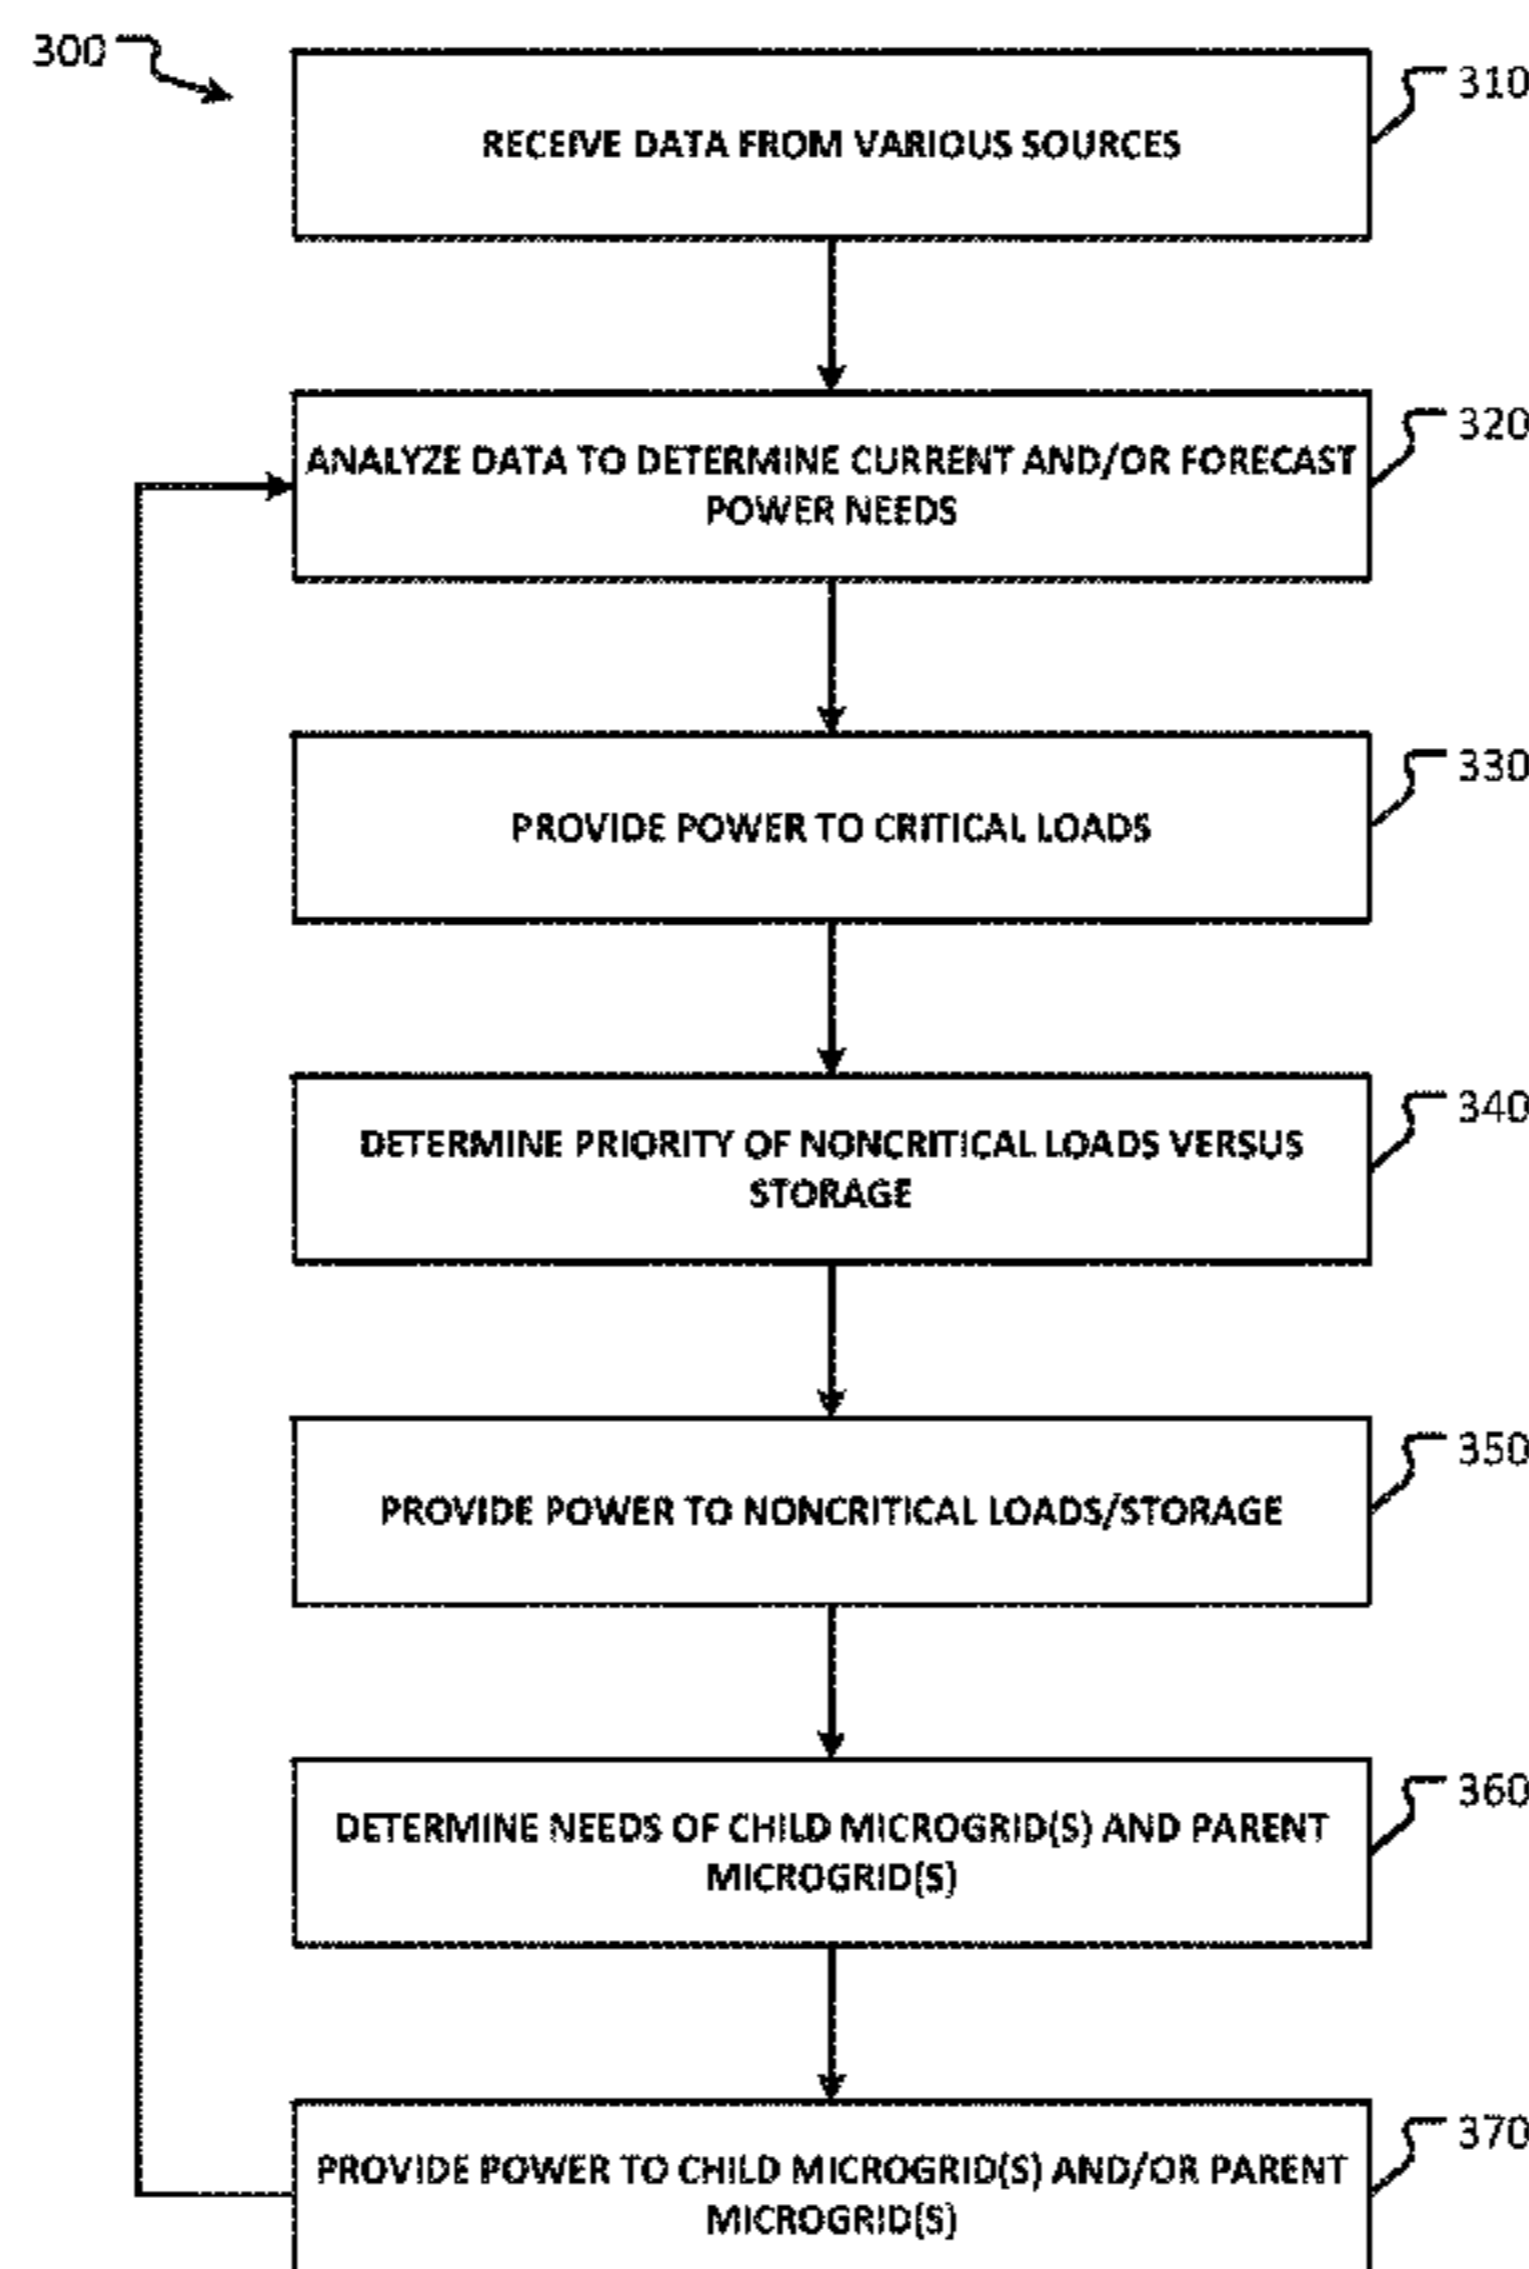 300
310
RECEIVE DATA FROM VARIOUS SOURCES
320
ANALYZE DATA TO DETERMINE CURRENT AND/OR FORECAST
POWER NEEDS
330
PROVIDE POWER TO CRITICAL LOADS
340
DETERMINE PRIORITY OF NONCRITICAL LOADS VERSUS
STORAGE
350
PROVIDE POWER TO NONCRITICAL LOADS/STORAGE
360
DETERMINE NEEDS OF CHILD MICROGRID(S) AND PARENT
MICROGRID(S)
370
PROVIDE POWER TO CHILD MICROGRID(S) AND/OR PARENT
MICROGRID(S)